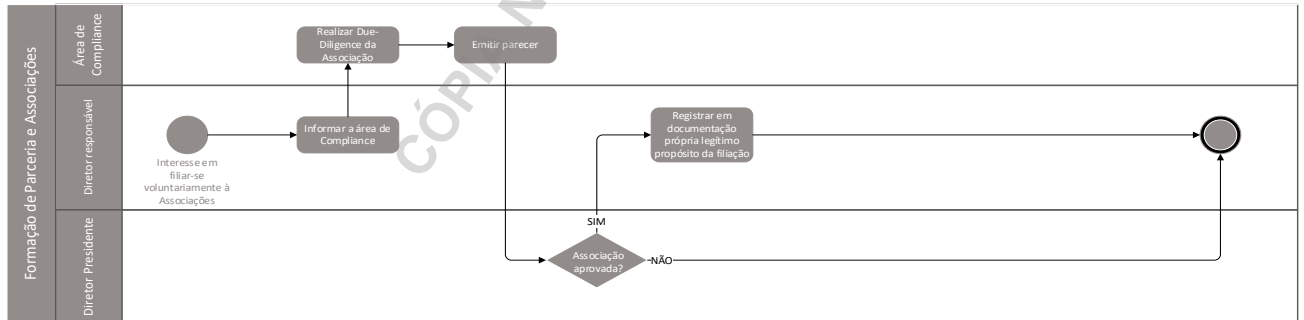 Formação de Parceria e Associações
Área de
Compliance
Realizar Due-
Diligence da
Associação
Emitir parecer
Diretor responsável
Interesse em
filiar-se
voluntariamente à
Associações
Informar a área de
Compliance
Registrar em
documentação
própria legítimo
propósito da filiação
Diretor Presidente
SIM
Associação
aprovada?
NÃO
CÓPIA